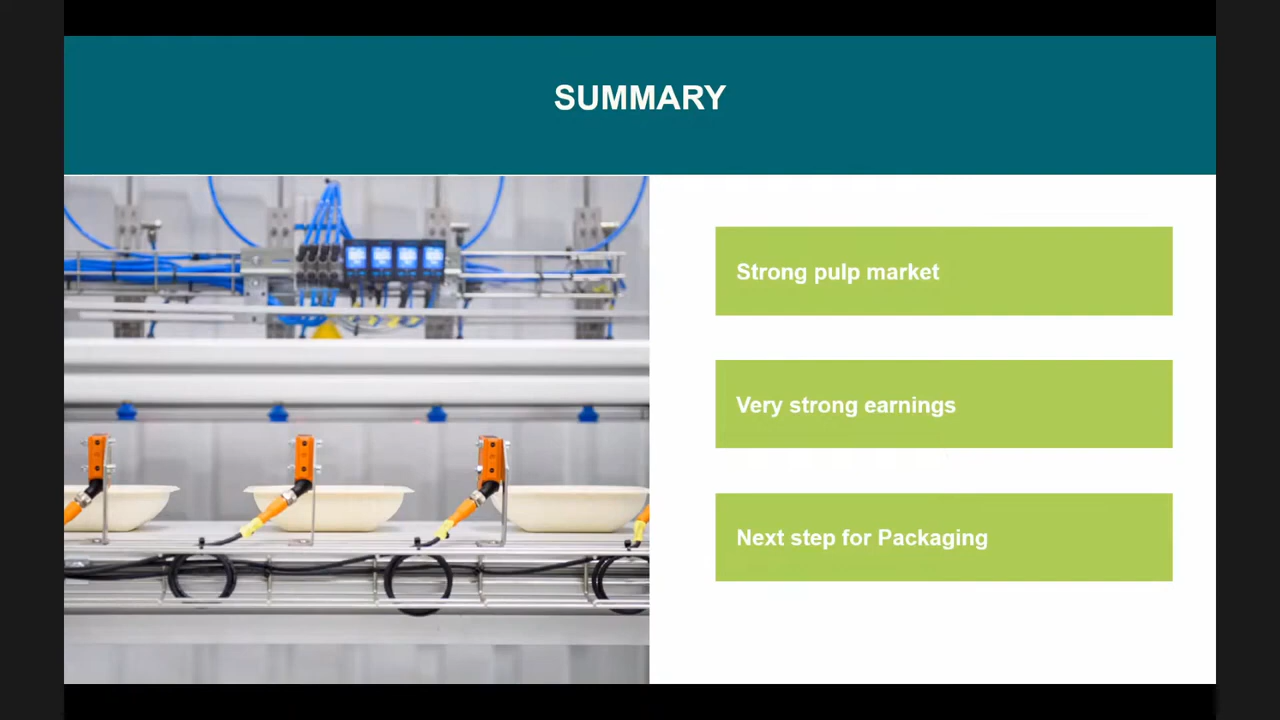 SUMMARY
Strong pulp market
Very strong earnings
Next step for Packaging